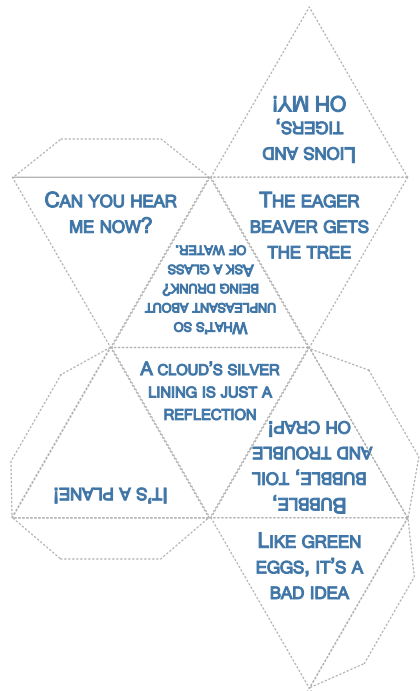 LIONS AND
TIGERS,
OH MY!
CAN YOU HEAR
ME NOW?
THE EAGER
BEAVER GETS
THE TREE
WHAT'S SO
UNPLEASANT ABOUT
BEING DRUNK?
ASK A GLASS
OF WATER.
A CLOUD'S SILVER
LINING IS JUST A
REFLECTION
BUBBLE,
BUBBLE, TOIL
AND TROUBLE
OH CRAP!
IT'S A PLANE!
LIKE GREEN
EGGS, IT'S A
BAD IDEA